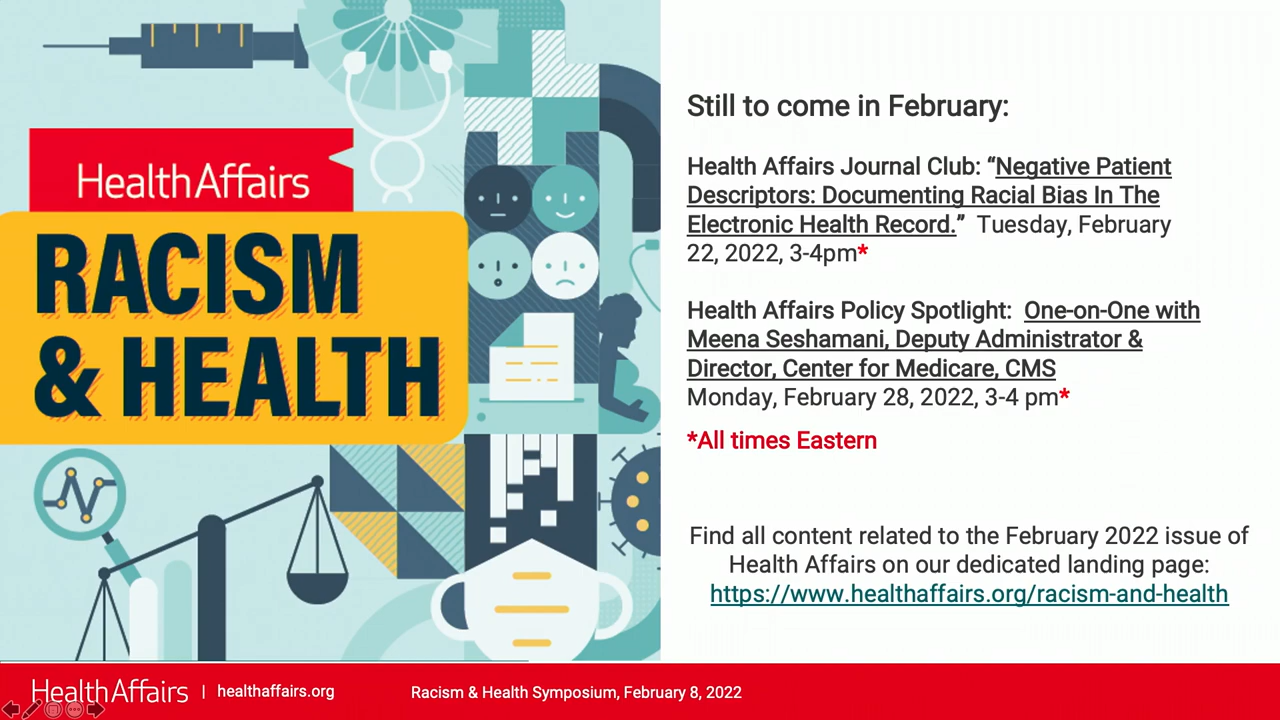 HealthAffairs
RACISM
& HEALTH
Still to come in February:
Health Affairs Journal Club: “Negative Patient
Descriptors: Documenting Racial Bias In The
Electronic Health Record.” Tuesday, February
22, 2022, 3-4pm*
Health Affairs Policy Spotlight: One-on-One with
Meena Seshamani, Deputy Administrator &
Director, Center for Medicare, CMS
Monday, February 28, 2022, 3-4 pm*
*All times Eastern
Find all content related to the February 2022 issue of
Health Affairs on our dedicated landing page:
https://www.healthaffairs.org/racism-and-health
HealthAffairs | healthaffairs.org Racism & Health Symposium, February 8, 2022